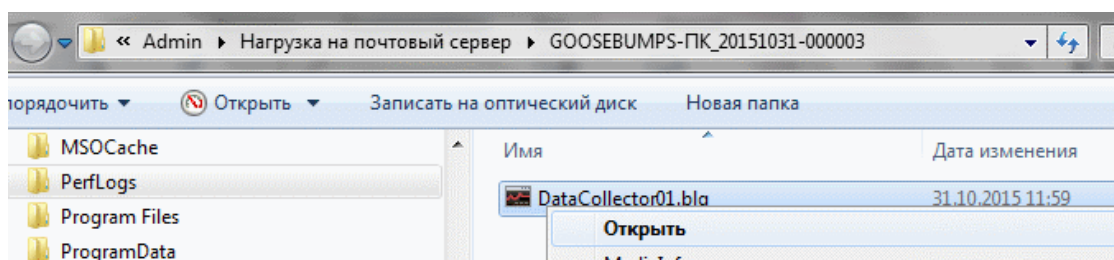 « Admin ▸ Нагрузка на почтовый сервер ▸ GOOSEBUMPS-ПК_20151031-000003
порядочить ▾ Открыть ▾ Записать на оптический диск Новая папка
MSOCache
Имя Дата изменения
PerfLogs
DataCollector01.blg 31.10.2015 11:59
Program Files
Открыть
ProgramData